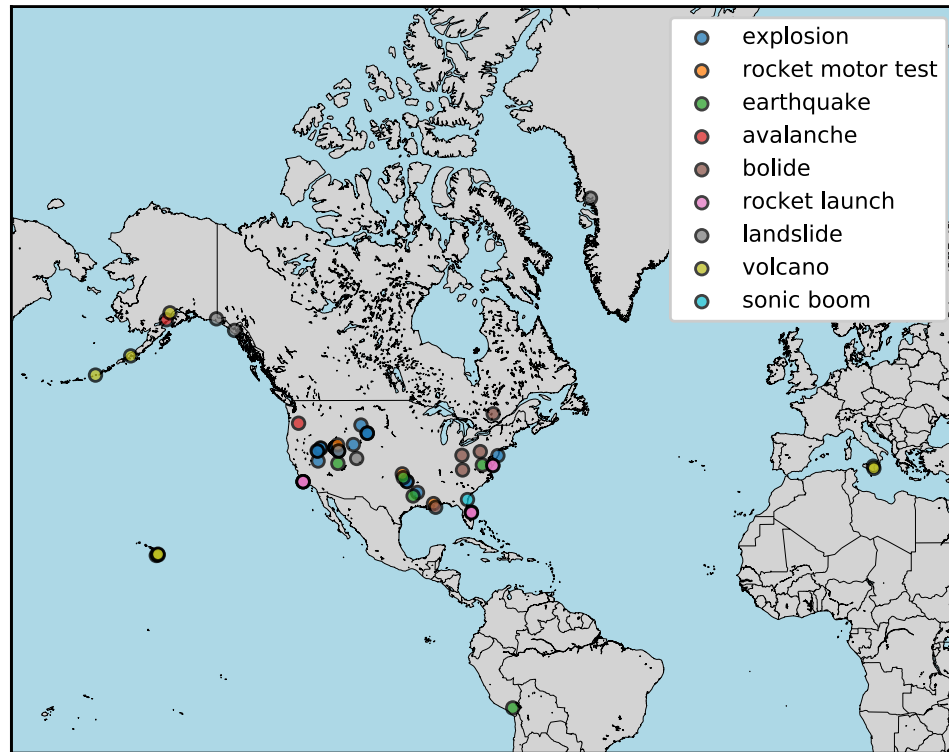 explosion
rocket motor test
earthquake
avalanche
bolide
rocket launch
landslide
volcano
sonic boom